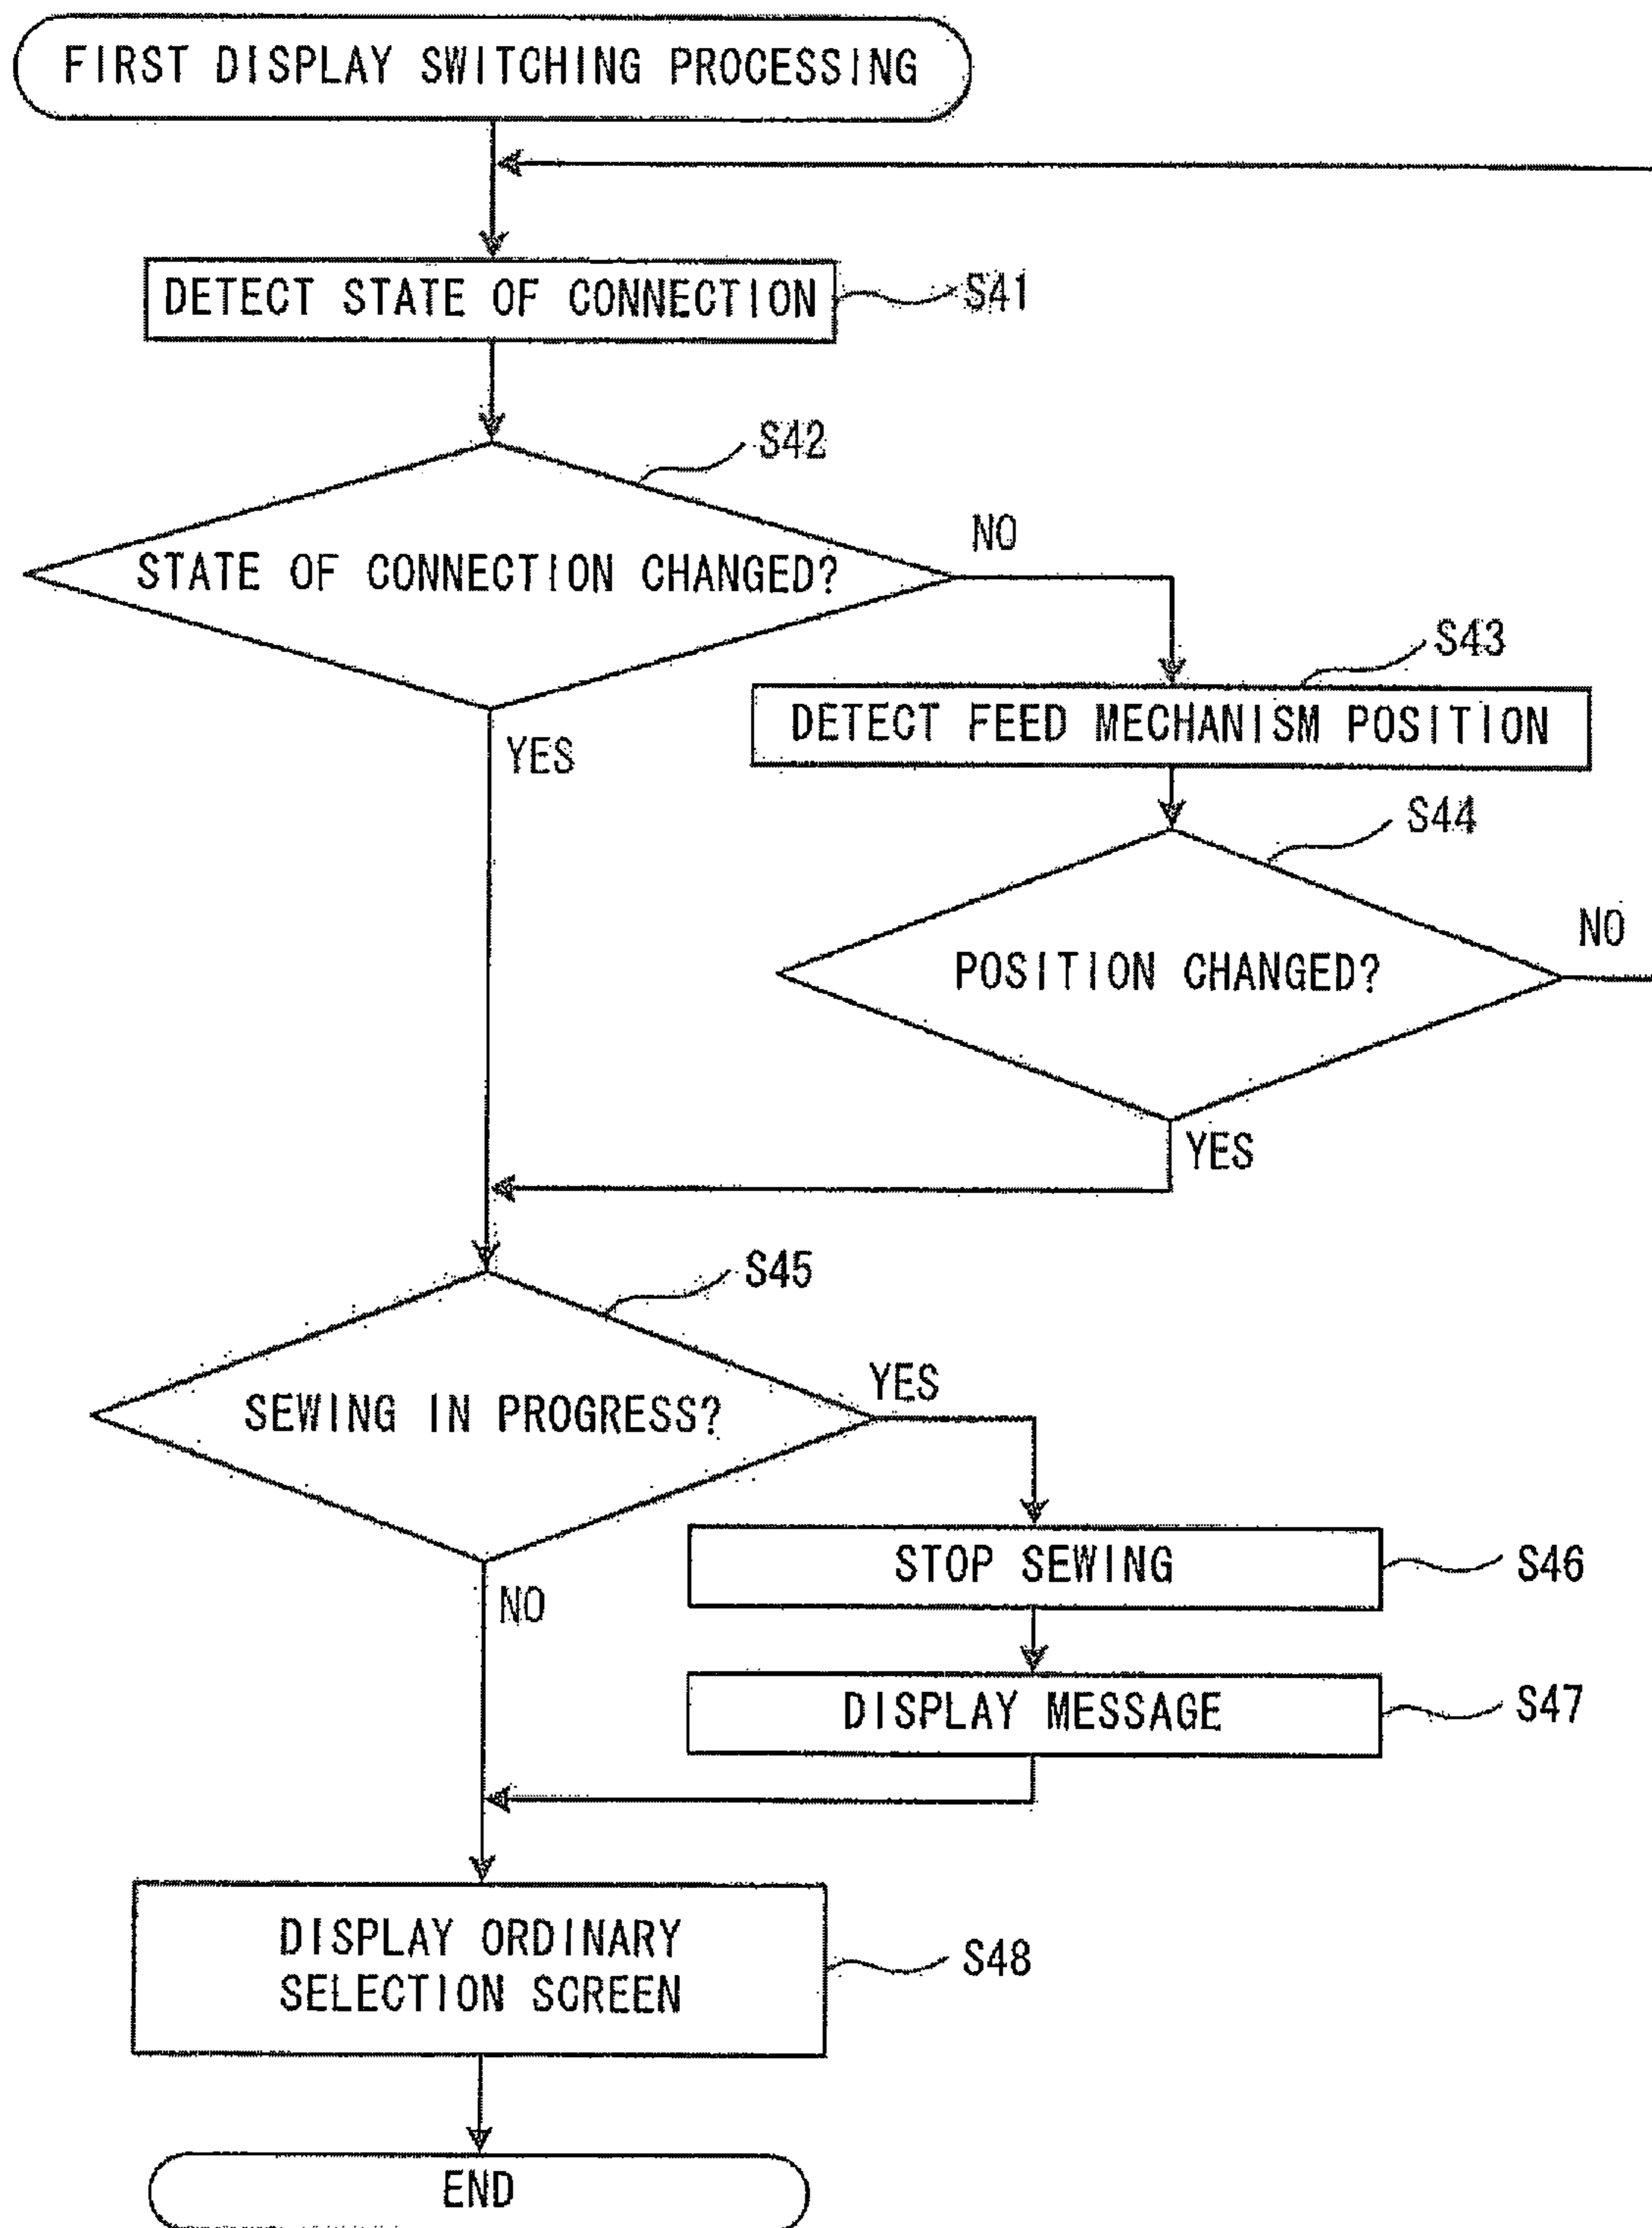 FIRST DISPLAY SWITCHING PROCESSING
DETECT STATE OF CONNECTION
S41
S42
STATE OF CONNECTION CHANGED?
NO
YES
S43
DETECT FEED MECHANISM POSITION
S44
POSITION CHANGED?
NO
YES
S45
SEWING IN PROGRESS?
YES
NO
STOP SEWING
S46
DISPLAY MESSAGE
S47
DISPLAY ORDINARY
SELECTION SCREEN
S48
END